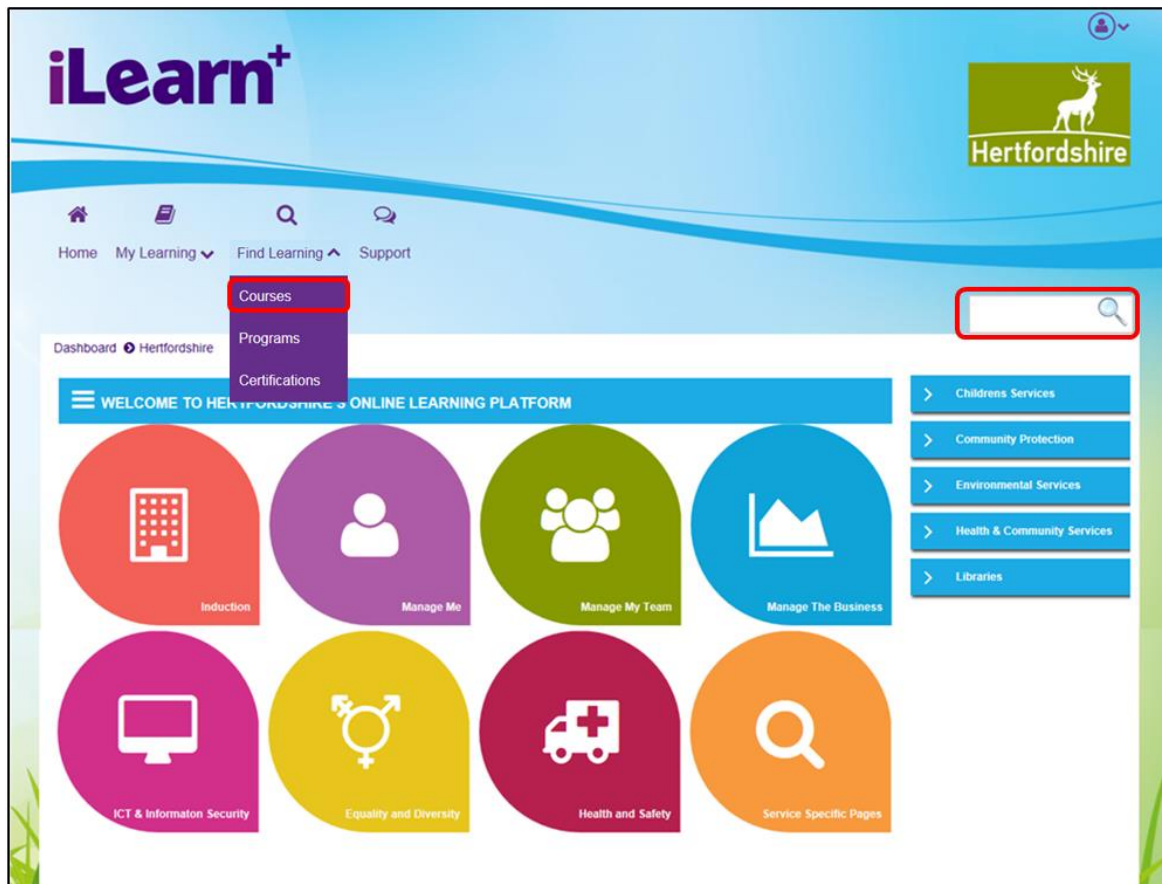 iLearn+
Hertfordshire
Home My Learning Find Learning Support
Courses
Programs
Certifications
Dashboard Hertfordshire
WELCOME TO HERTFORDSHIRE'S ONLINE LEARNING PLATFORM
Childrens Services
Community Protection
Environmental Services
Health & Community Services
Libraries
Induction
Manage Me
Manage My Team
Manage The Business
ICT & Informaton Security
Equality and Diversity
Health and Safety
Service Specific Pages